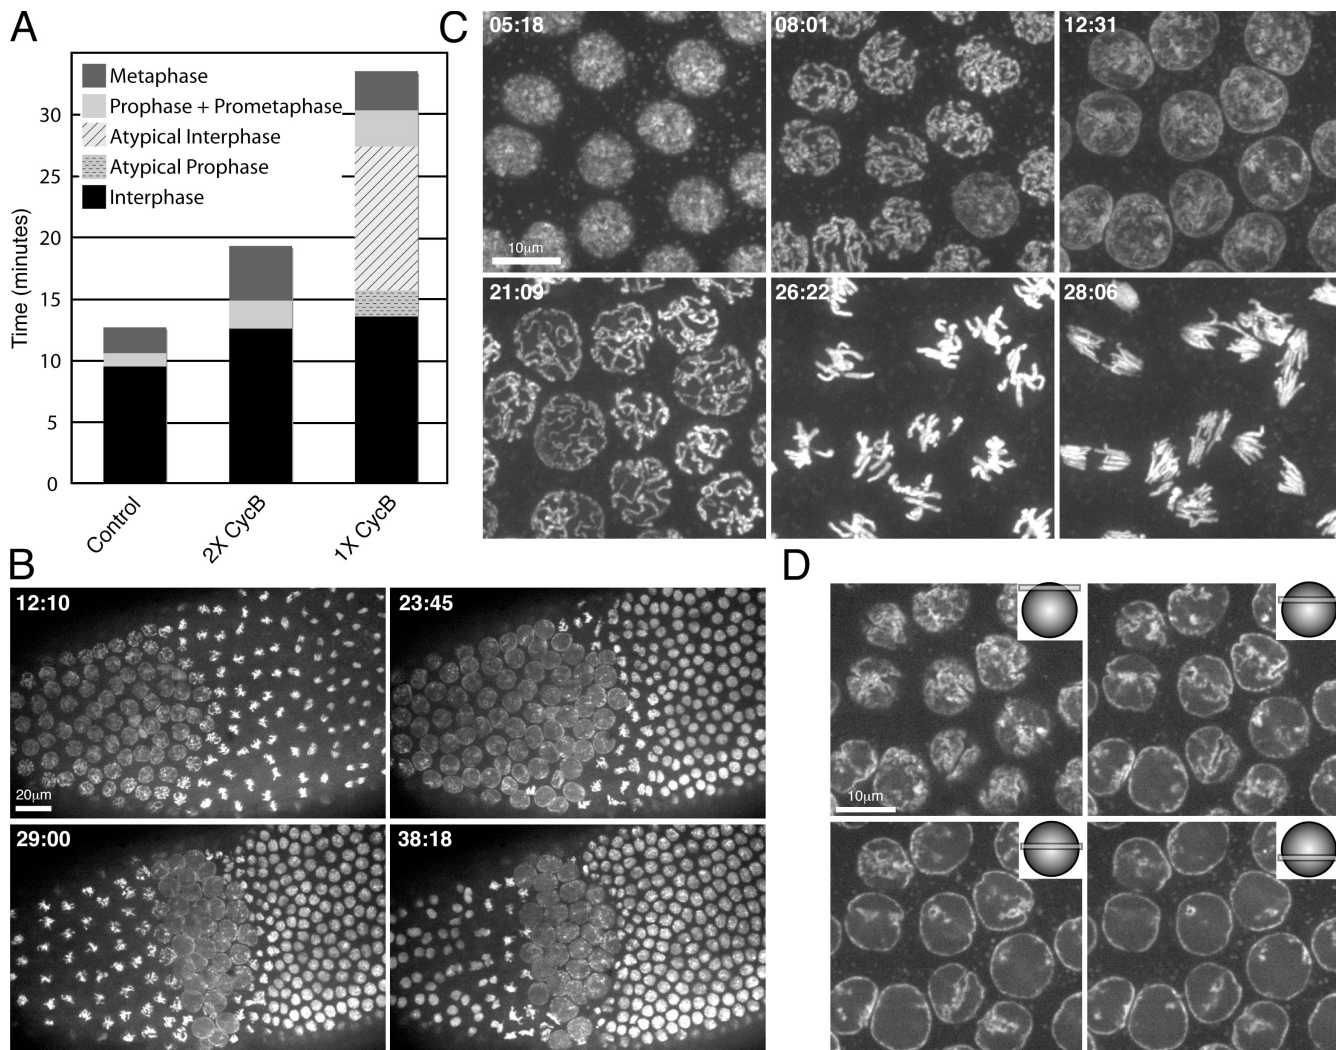 A
Metaphase
Prophase + Prometaphase
Atypical Interphase
Atypical Prophase
Interphase
Time (minutes)
30
25
20
15
10
5
0
Control
2X CycB
1X CycB
C
05:18
08:01
12:31
10μm
21:09
26:22
28:06
B
12:10
23:45
20μm
29:00
38:18
D
10μm